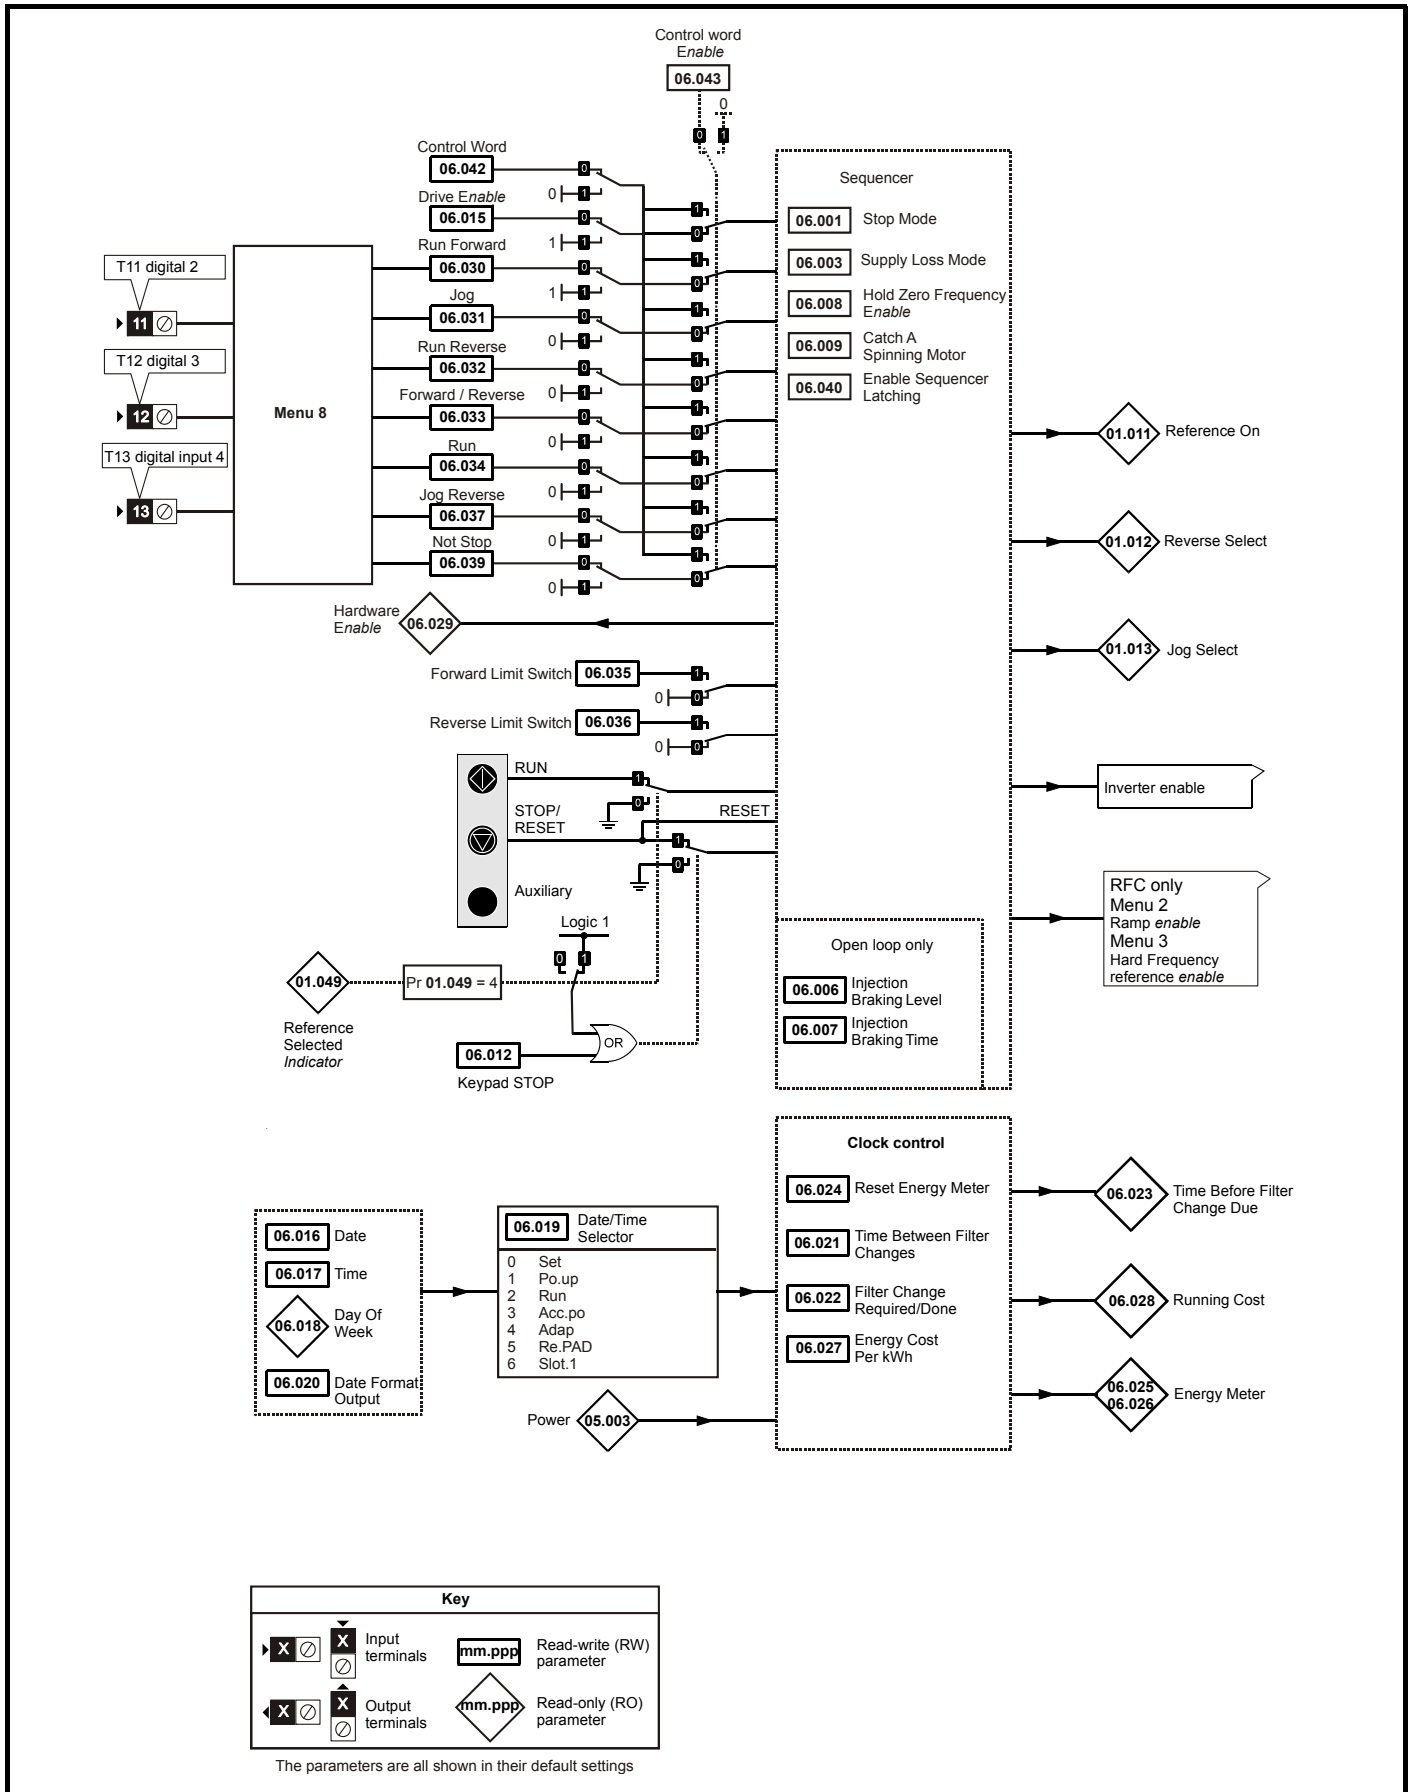 Control word
Enable
06.043
0
0
1
Control Word
06.042
0
0
1
Drive Enable
06.015
0
1
1
Run Forward
06.030
0
1
1
Jog
06.031
0
0
1
Run Reverse
06.032
0
0
1
Forward / Reverse
06.033
0
0
1
Run
06.034
0
0
1
Jog Reverse
06.037
0
0
1
Not Stop
06.039
0
0
1
1
0
1
0
1
0
1
0
1
0
1
0
1
0
1
0
T11 digital 2
11
T12 digital 3
12
T13 digital input 4
13
Menu 8
Hardware
Enable
06.029
Forward Limit Switch
06.035
1
0
0
Reverse Limit Switch
06.036
1
0
0
RUN
1
0
STOP/
RESET
RESET
1
0
Auxiliary
Logic 1
0
1
01.049
Pr 01.049 = 4
Reference
Selected
Indicator
06.012
Keypad STOP
OR
Sequencer
06.001
Stop Mode
06.003
Supply Loss Mode
06.008
Hold Zero Frequency
Enable
06.009
Catch A
Spinning Motor
06.040
Enable Sequencer
Latching
Open loop only
06.006
Injection
Braking Level
06.007
Injection
Braking Time
01.011
Reference On
01.012
Reverse Select
01.013
Jog Select
Inverter enable
RFC only
Menu 2
Ramp enable
Menu 3
Hard Frequency
reference enable
06.016
Date
06.017
Time
06.018
Day Of
Week
06.020
Date Format
Output
06.019
Date/Time
Selector
0 Set
1 Po.up
2 Run
3 Acc.po
4 Adap
5 Re.PAD
6 Slot.1
Power
05.003
Clock control
06.024
Reset Energy Meter
06.021
Time Between Filter
Changes
06.022
Filter Change
Required/Done
06.027
Energy Cost
Per kWh
06.023
Time Before Filter
Change Due
06.028
Running Cost
06.025
06.026
Energy Meter
Key
X
X
Input
terminals
mm.ppp
Read-write (RW)
parameter
X
X
Output
terminals
mm.ppp
Read-only (RO)
parameter
The parameters are all shown in their default settings